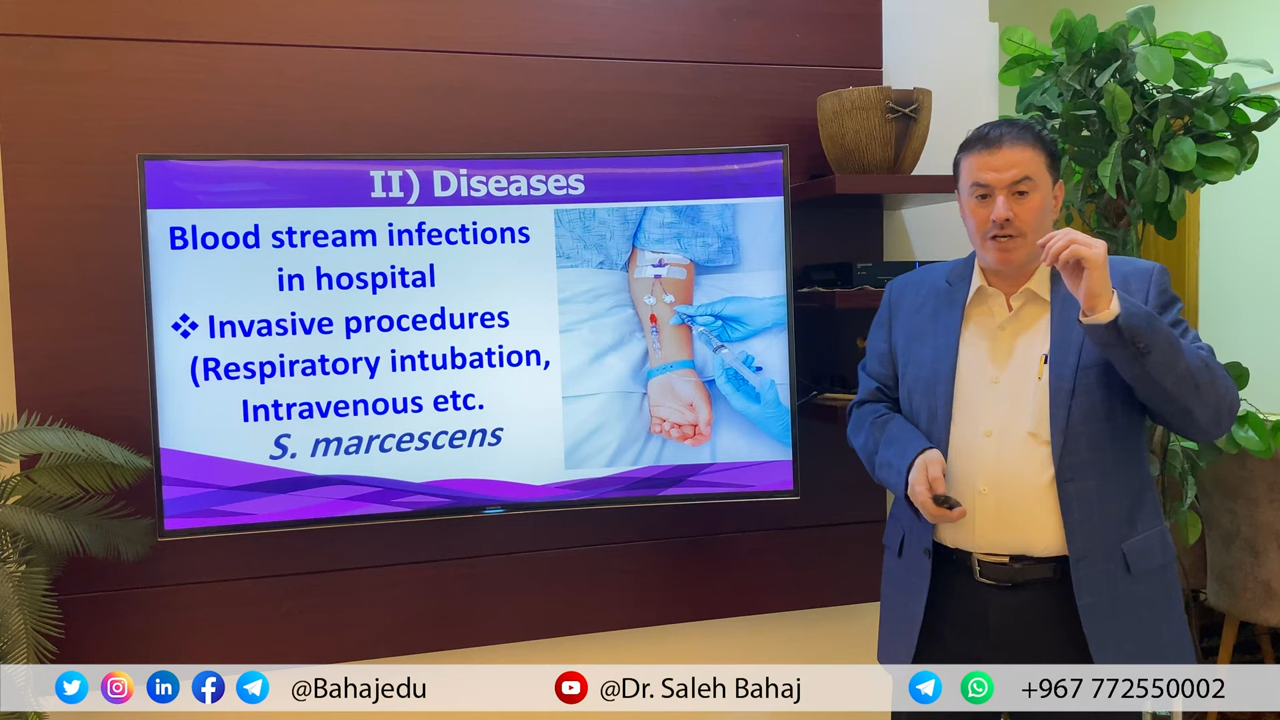 II) Diseases
Blood stream infections
in hospital
❖ Invasive procedures
(Respiratory intubation,
Intravenous etc.
S. marcescens
@Bahajedu
@Dr. Saleh Bahaj
+967 772550002